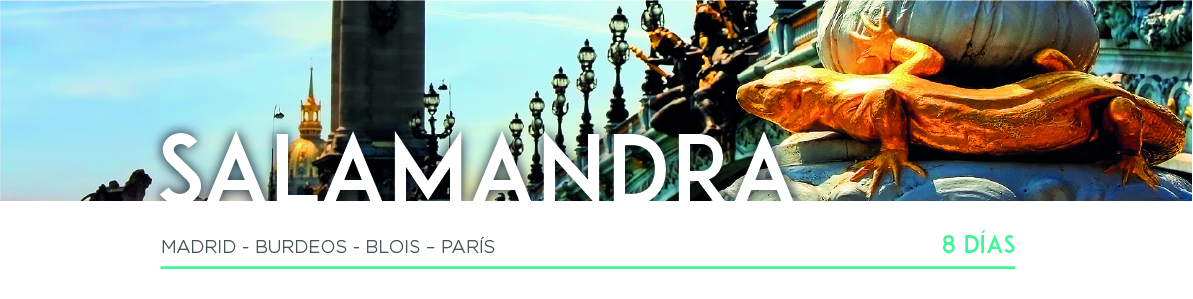 SALAMANDRA
MADRID - BURDEOS - BLOIS – PARÍS
8 DÍAS